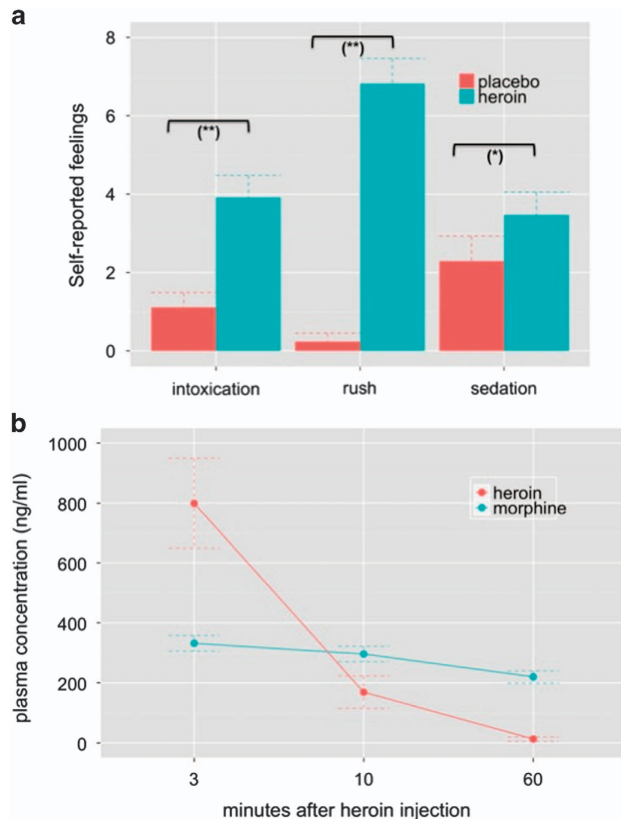 a
8
6
4
2
0
Self-reported feelings
(**)
(**)
(*)
placebo
heroin
intoxication rush sedation
b
1000
800
600
400
200
0
plasma concentration (ng/ml)
heroin
morphine
3 10 60
minutes after heroin injection